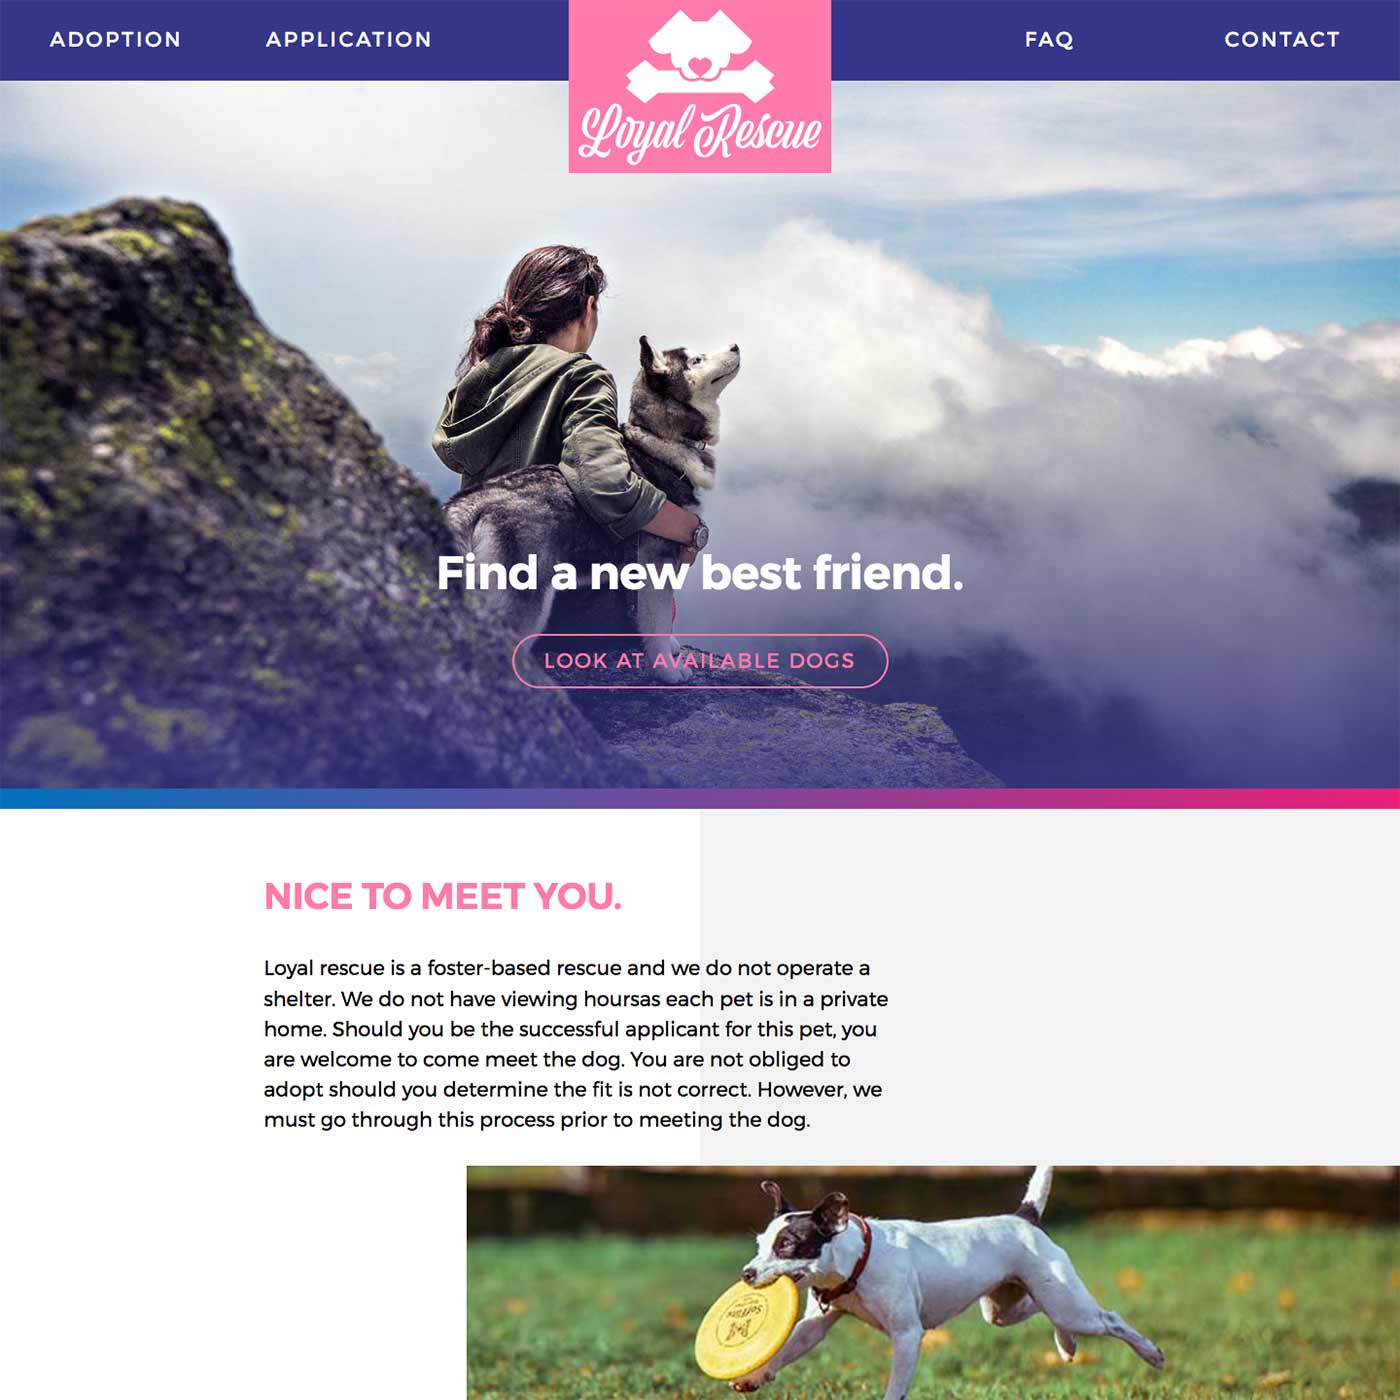 ADOPTION
APPLICATION
Loyal Rescue
FAQ
CONTACT
Find a new best friend.
LOOK AT AVAILABLE DOGS
NICE TO MEET YOU.
Loyal rescue is a foster-based rescue and we do not operate a
shelter. We do not have viewing hoursas each pet is in a private
home. Should you be the successful applicant for this pet, you
are welcome to come meet the dog. You are not obliged to
adopt should you determine the fit is not correct. However, we
must go through this process prior to meeting the dog.